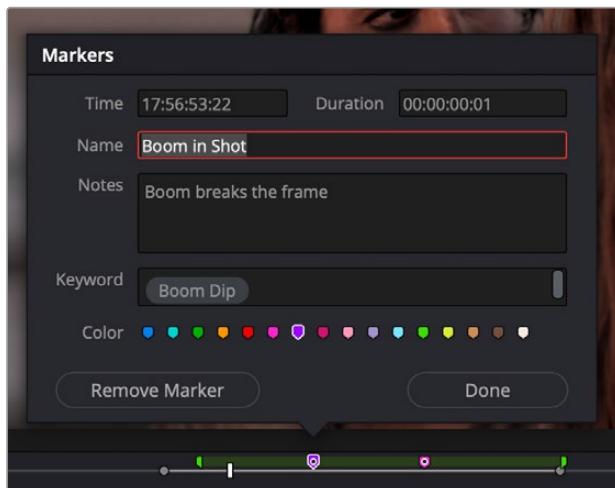 Markers
Time 17:56:53:22 Duration 00:00:00:01
Name Boom in Shot
Notes Boom breaks the frame
Keyword Boom Dip
Color
Remove Marker Done